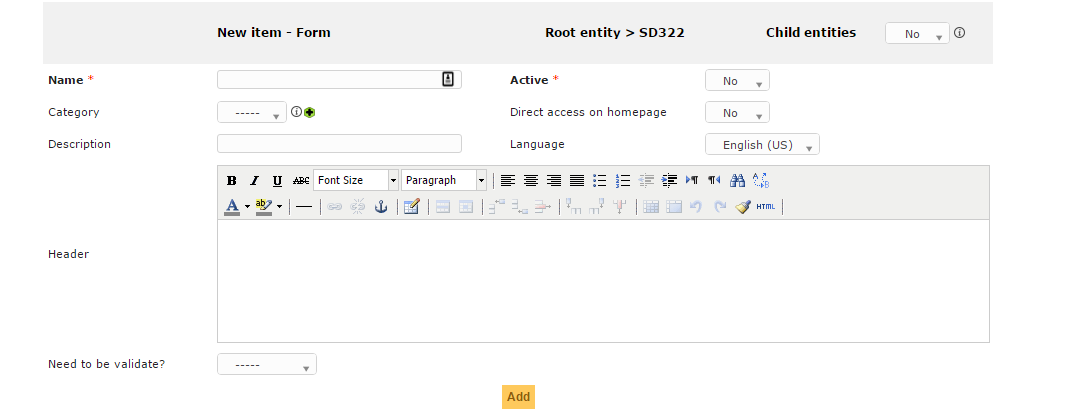 New item - Form Root entity > SD322 Child entities No
Name * Active * No
Category ----- Direct access on homepage No
Description Language English (US)
B I U ABC Font Size Paragraph
A ab HTML
Header
Need to be validate? -----
Add